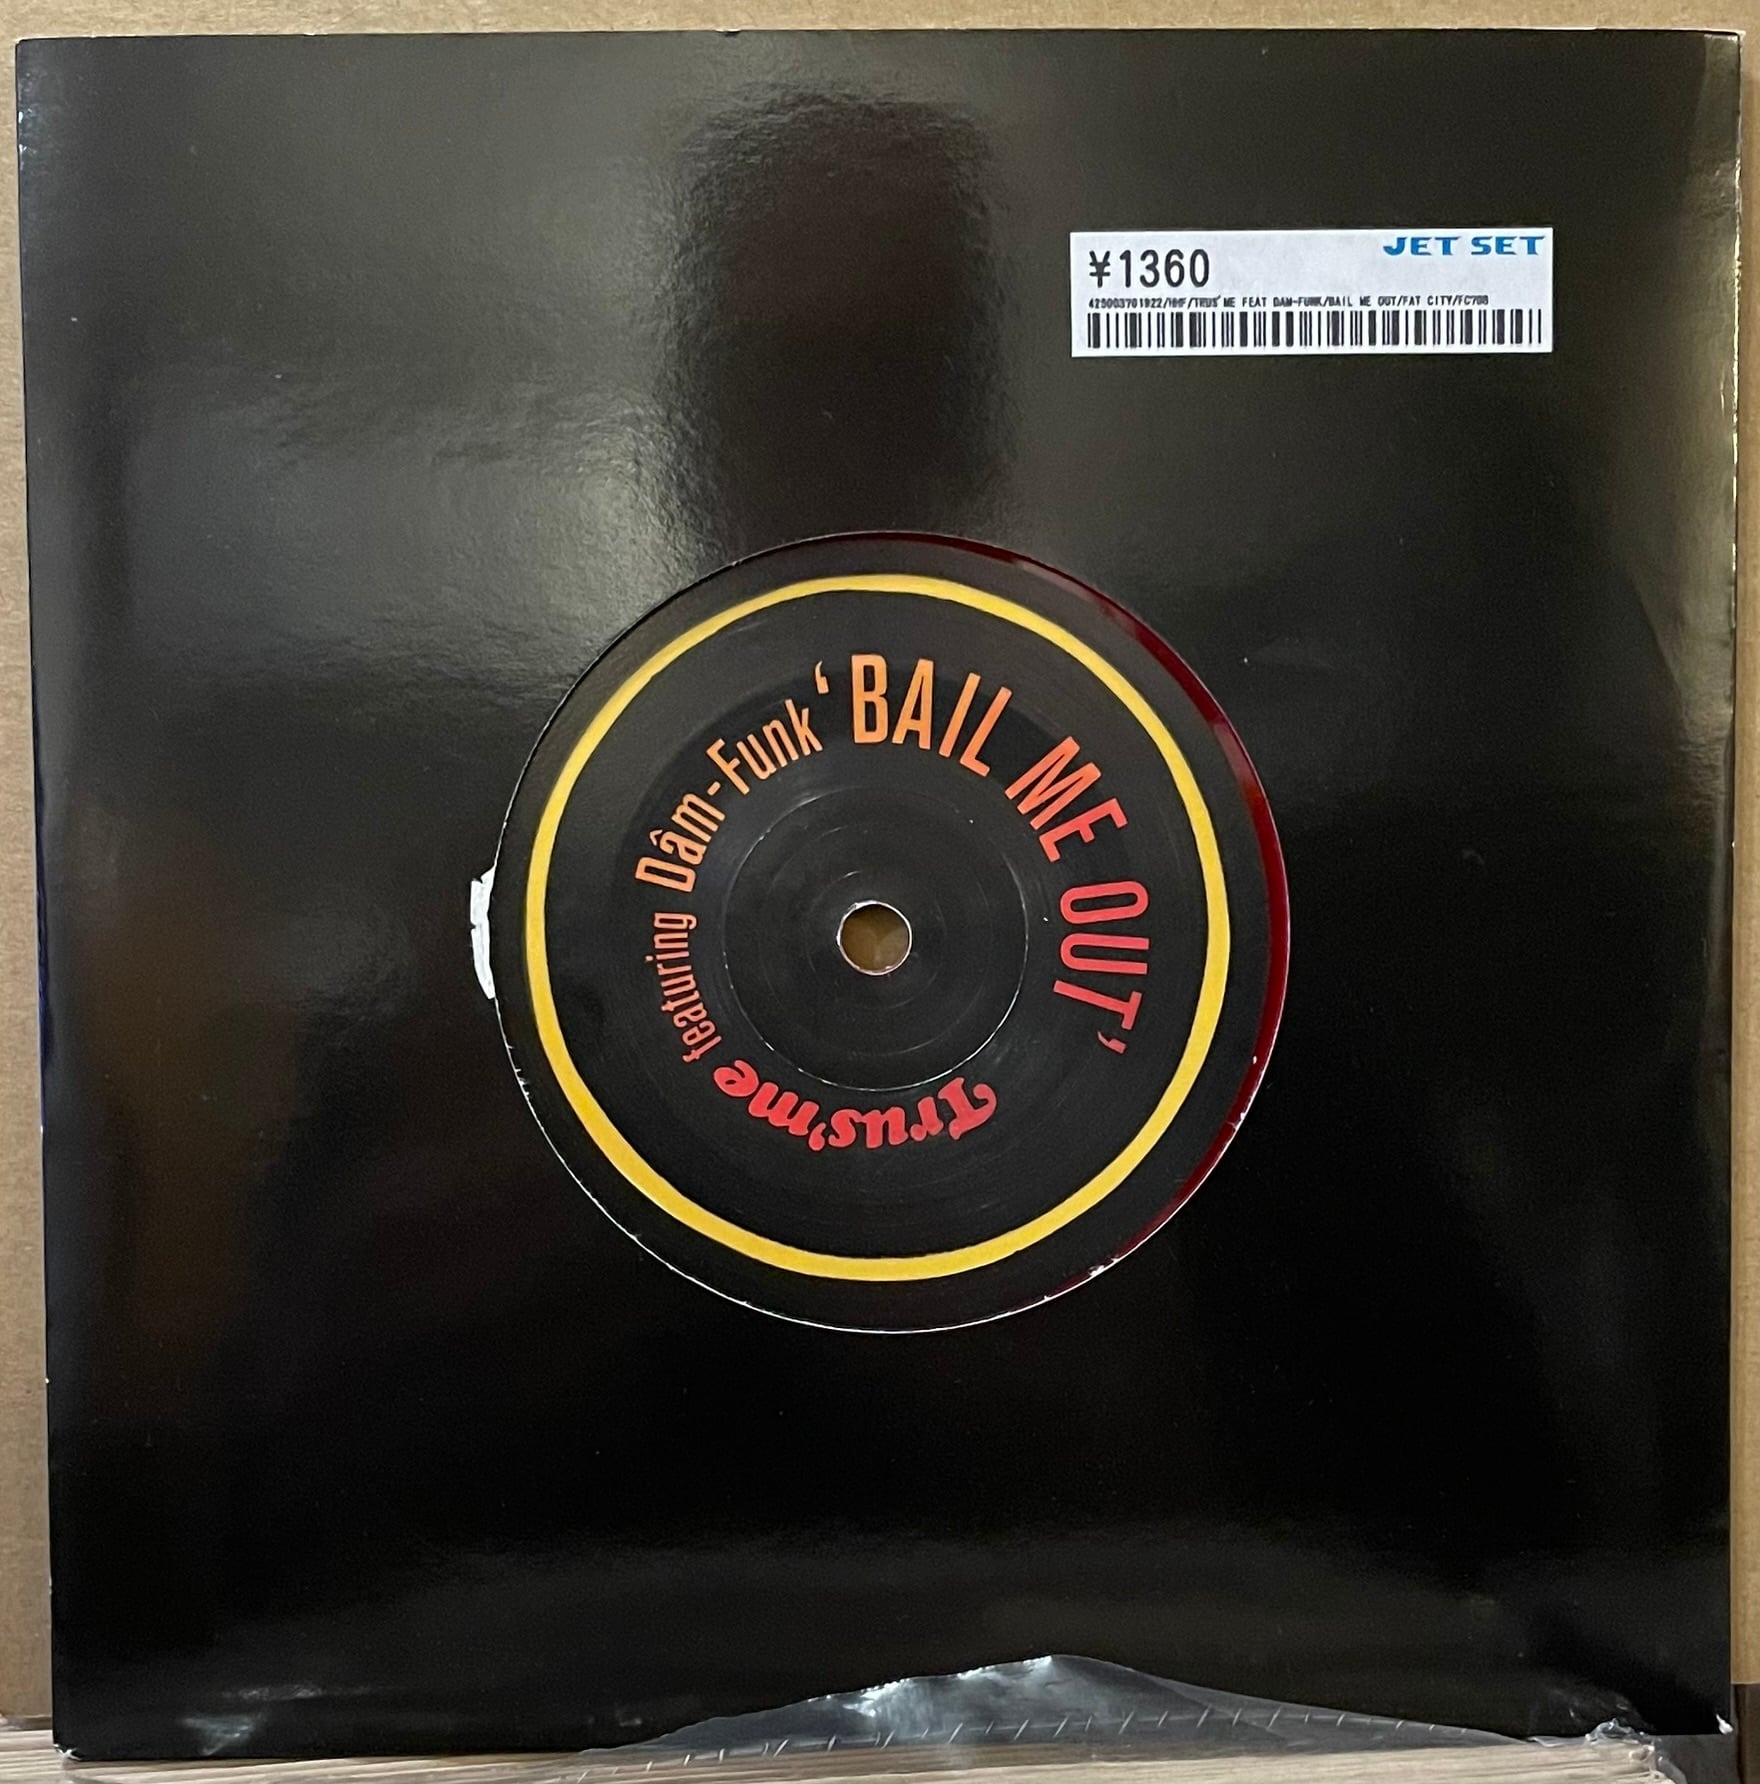 JET SET
¥1360
425003701922/HHF/TRUS'ME FEAT DAM-FUNK/BAIL ME OUT/FAT CITY/FC708
Trus'me featuring Dâm-Funk ‘BAIL ME OUT’